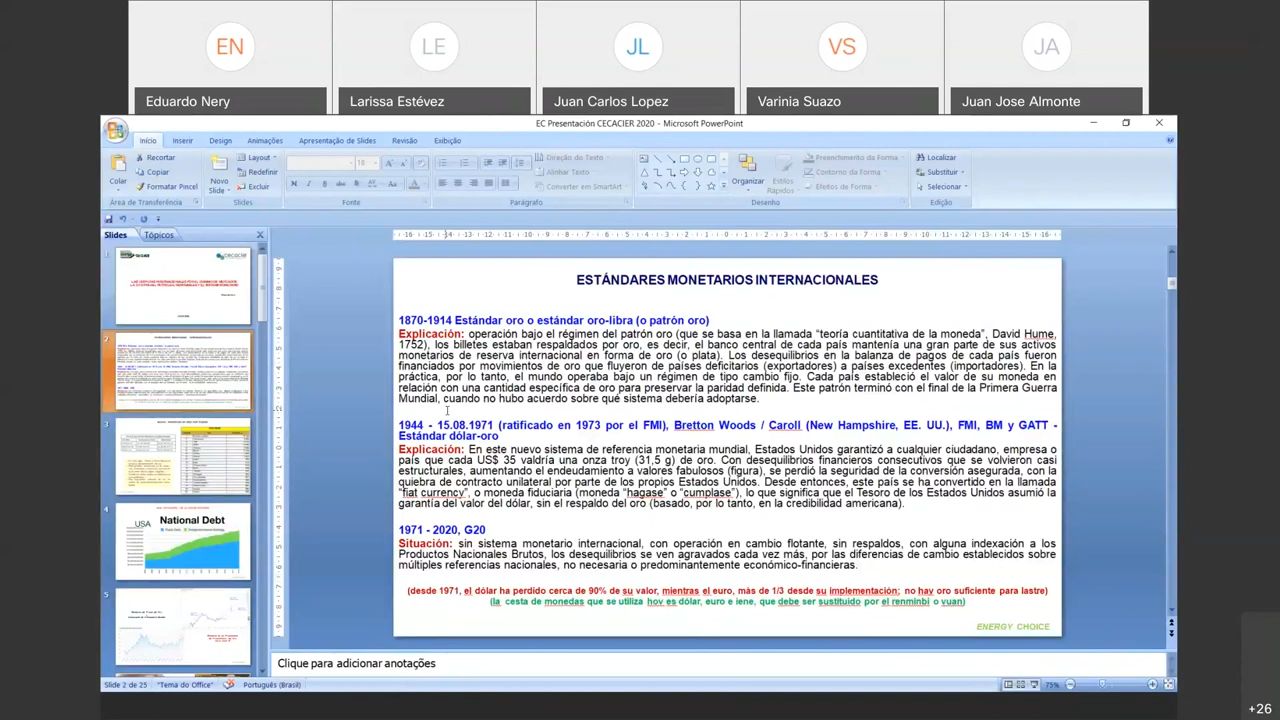 EN
LE
JL
VS
JA
Eduardo Nery
Larissa Estévez
Juan Carlos Lopez
Varinia Suazo
Juan Jose Almonte
EC Presentación CECACIER 2020 - Microsoft PowerPoint
Início
Inserir
Design
Animações
Apresentação de Slides
Revisão
Exibição
Colar
Recortar
Copiar
Formatar Pincel
Área de Transferência
Novo Slide
Layout
Redefinir
Excluir
Slides
18
Fonte
Direção do Texto
Alinhar Texto
Converter em SmartArt
Parágrafo
Organizar
Estilos Rápidos
Preenchimento da Forma
Contorno da Forma
Efeitos de Forma
Desenho
Localizar
Substituir
Selecionar
Edição
Slides
Tópicos
1
cecacier
2
3
4
USA
National Debt
5
ESTÁNDARES MONETARIOS INTERNACIONALES
1870-1914 Estándar oro o estándar oro-libra (o patrón oro)
Explicación: operación bajo el régimen del patrón oro (que se basa en la llamada "teoría cuantitativa de la moneda", David Hume,
1752), los billetes estaban respaldados por oro, es decir, el banco central de cada país mantenía una gran parte de sus activos
monetarios de reserva internacional en forma de oro (o plata). Los desequilibrios en la balanza de pagos de cada país fueron
financiados por movimientos de oro que fluyeron de países deficitarios (exportadores) a países excedentes (importadores). En la
práctica, por lo tanto, el mundo operaba bajo un régimen de tipo cambio fijo. Cada país estableció el valor de su moneda en
relación con una cantidad específica de oro para preservar la paridad definida. Este patrón terminó con el final de la Primera Guerra
Mundial, cuando no hubo acuerdo sobre qué sistema debería adoptarse.
1944 - 15.08.1971 (ratificado en 1973 por el FMI), Bretton Woods / Caroll (New Hampshire, EE. UU.), FMI, BM y GATT
Estándar dólar-oro
Explicación: En este nuevo sistema de referencia monetaria mundial, Estados Unidos garantizó a cualquier ciudadano, empresa o
país que cada US$ 35 valdría una onza troy (31,5 g) de oro. Con desequilibrios financieros consecutivos que se volvieron casi
estructurales, aumentando el endeudamiento a valores fabulosos (figura), se perdió la seguridad de la conversión asegurada, con la
quiebra de contracto unilateral por parte de los propios Estados Unidos. Desde entonces, este país se ha convertido en la llamada
"fiat currency", o moneda fiduciaria (moneda "hagase" o "cumplase"), lo que significa que el Tesoro de los Estados Unidos asumió la
garantía del valor del dólar, sin el respaldo del oro (basado, por lo tanto, en la credibilidad americana).
1971 - 2020, G20
Situación: sin sistema monetario internacional, con operación en cambio flotante, sin respaldos, con alguna indexación a los
Productos Nacionales Brutos, los desequilibrios se ven agravados cada vez más, por las diferencias de cambio establecidos sobre
múltiples referencias nacionales, no necesaria o predominantemente económico-financieras.
(desde 1971, el dólar ha perdido cerca de 90% de su valor, mientras el euro, màs de 1/3 desde su implementación; no hay oro suficiente para lastre)
(la cesta de monedas que se utiliza hoy es dólar, euro e iene, que debe ser sustituido por el renminbi o yuan)
ENERGY CHOICE
Clique para adicionar anotações
Slide 2 de 25
"Tema do Office"
Português (Brasil)
75%
+26